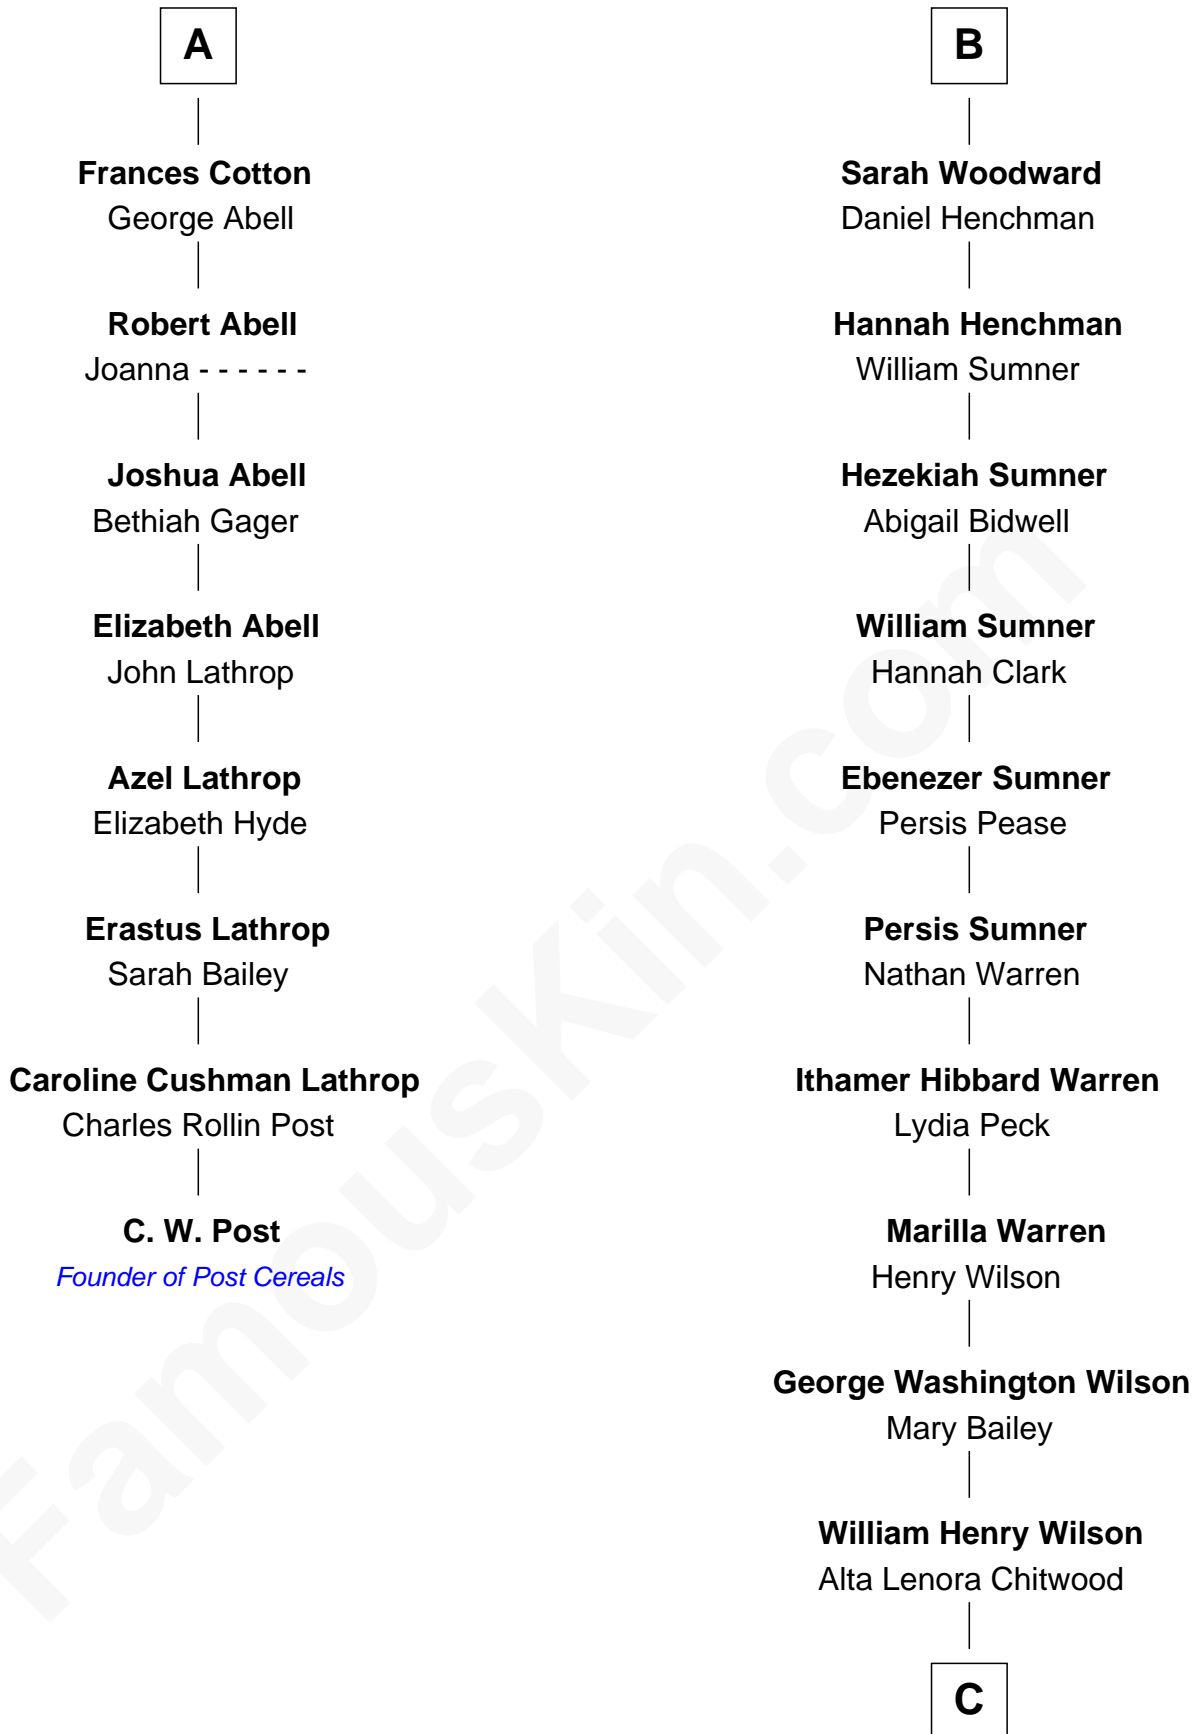 A
Frances Cotton
George Abell
Robert Abell
Joanna - - - - - -
Joshua Abell
Bethiah Gager
Elizabeth Abell
John Lathrop
Azel Lathrop
Elizabeth Hyde
Erastus Lathrop
Sarah Bailey
Caroline Cushman Lathrop
Charles Rollin Post
C. W. Post
Founder of Post Cereals
B
Sarah Woodward
Daniel Henchman
Hannah Henchman
William Sumner
Hezekiah Sumner
Abigail Bidwell
William Sumner
Hannah Clark
Ebenezer Sumner
Persis Pease
Persis Sumner
Nathan Warren
Ithamer Hibbard Warren
Lydia Peck
Marilla Warren
Henry Wilson
George Washington Wilson
Mary Bailey
William Henry Wilson
Alta Lenora Chitwood
C
FamousKin.com